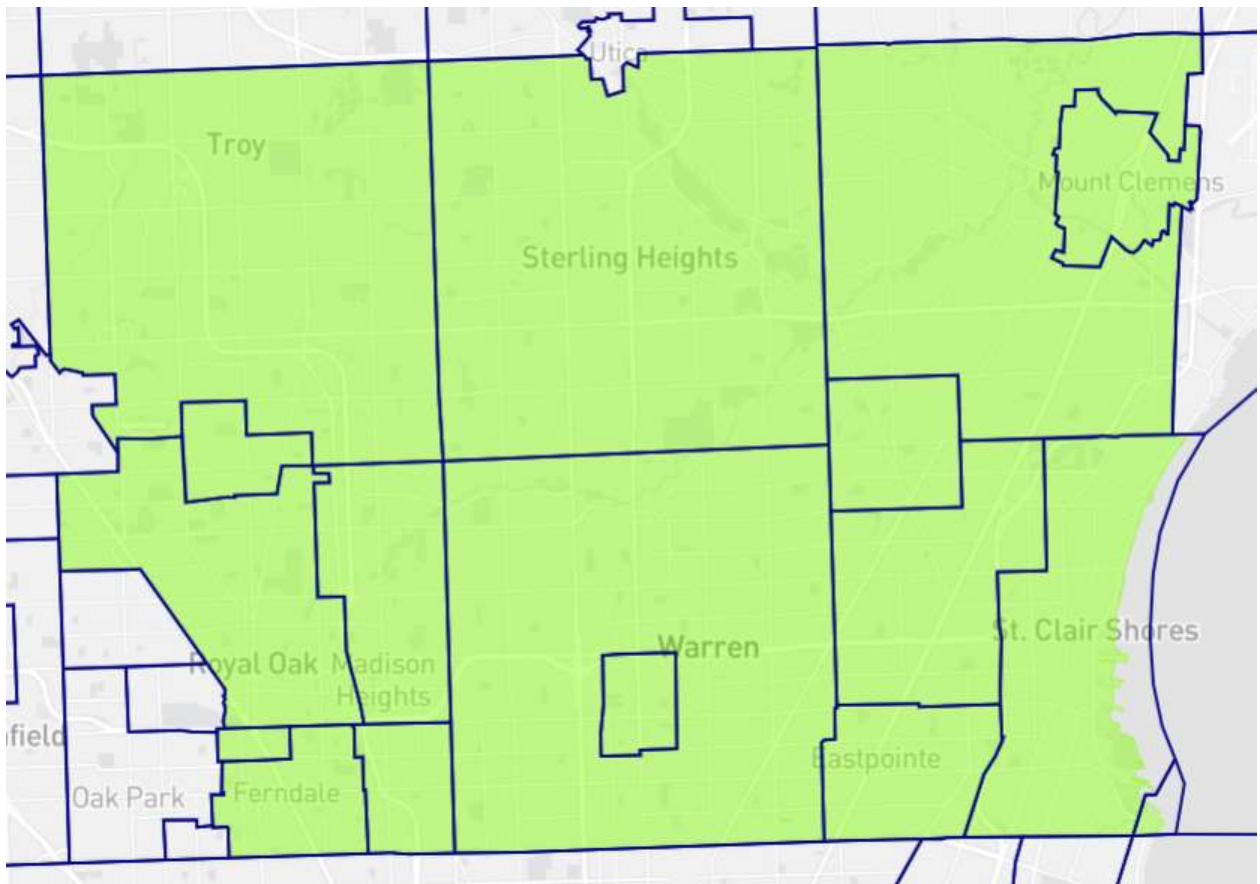 Utica
Troy
Mount Clemens
Sterling Heights
St. Clair Shores
Warren
Royal Oak
Madison
Heights
field
Eastpointe
Oak Park
Ferndale